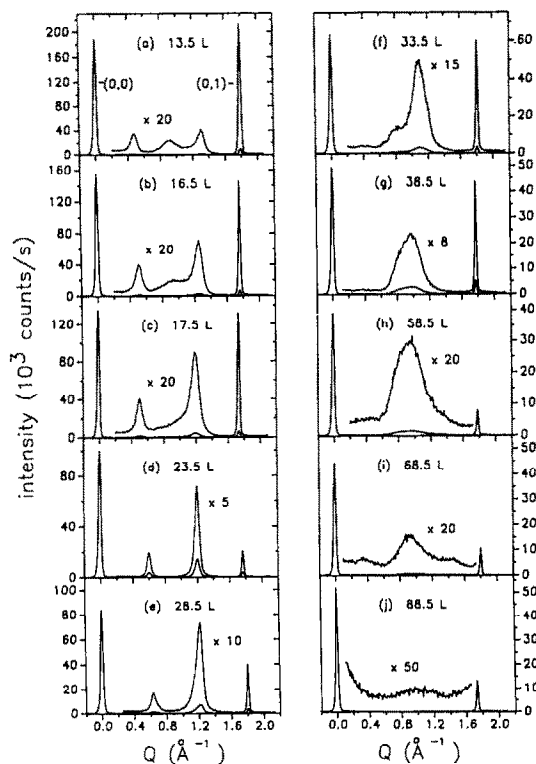 intensity (10³ counts/s)
(a) 13.5 L
(0,0)
(0,1)
x 20
200
160
120
80
40
0
(b) 16.5 L
x 20
160
120
80
40
0
(c) 17.5 L
x 20
120
80
40
0
(d) 23.5 L
x 5
80
40
0
(e) 28.5 L
x 10
100
80
60
40
20
0
0.0 0.4 0.8 1.2 1.6 2.0
Q (Å⁻¹)
(f) 33.5 L
x 15
60
40
20
0
(g) 38.5 L
x 8
50
40
30
20
10
0
(h) 58.5 L
x 20
40
30
20
10
0
(i) 68.5 L
x 20
50
40
30
20
10
0
(j) 88.5 L
x 50
50
40
30
20
10
0
0.0 0.4 0.8 1.2 1.6 2.0
Q (Å⁻¹)